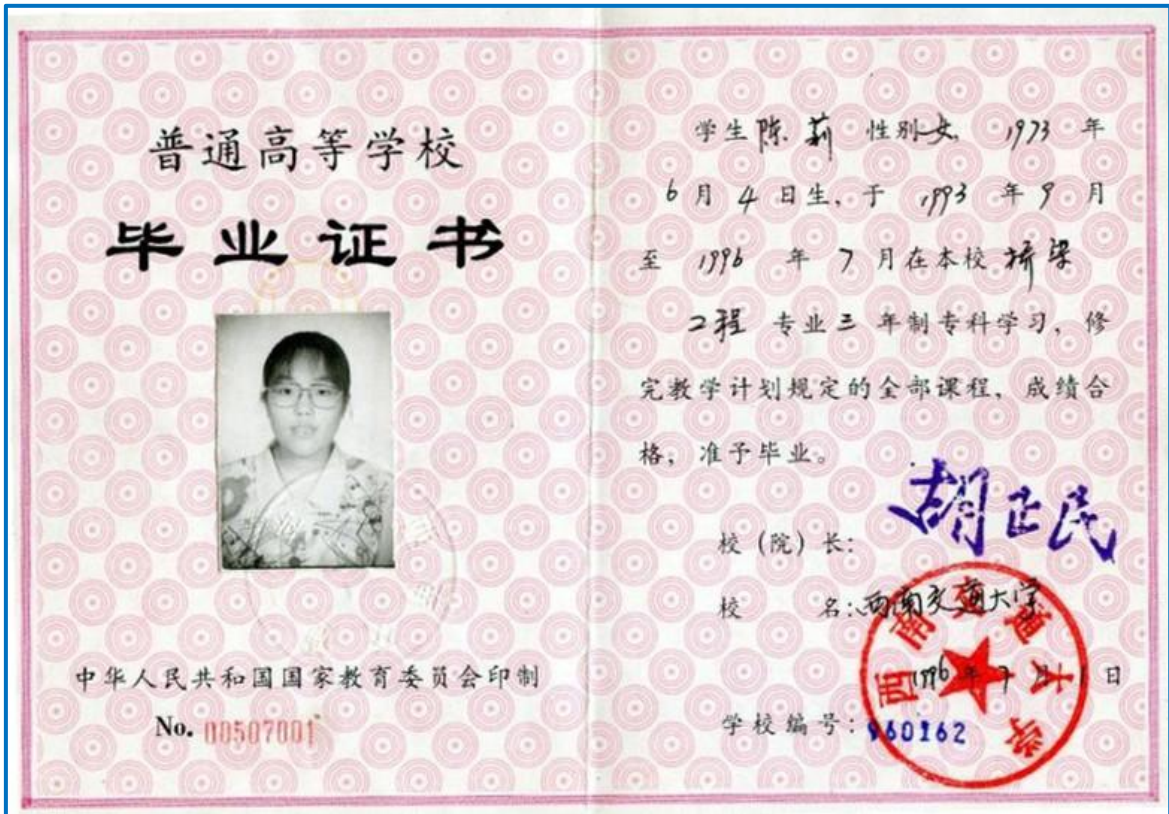 普通高等学校
毕业证书
中华人民共和国国家教育委员会印制
No. 00507001
学生陈莉 性别女, 1973 年
6 月 4 日生, 于 1993 年 9 月
至 1996 年 7 月在本校 桥梁
工程 专业三 年制专科学习, 修
完教学计划规定的全部课程, 成绩合
格, 准予毕业。
校 (院) 长: 胡正民
校 名: 西南交通大学
西南交通大学
1996 年 7 月 1 日
学校编号: 960162